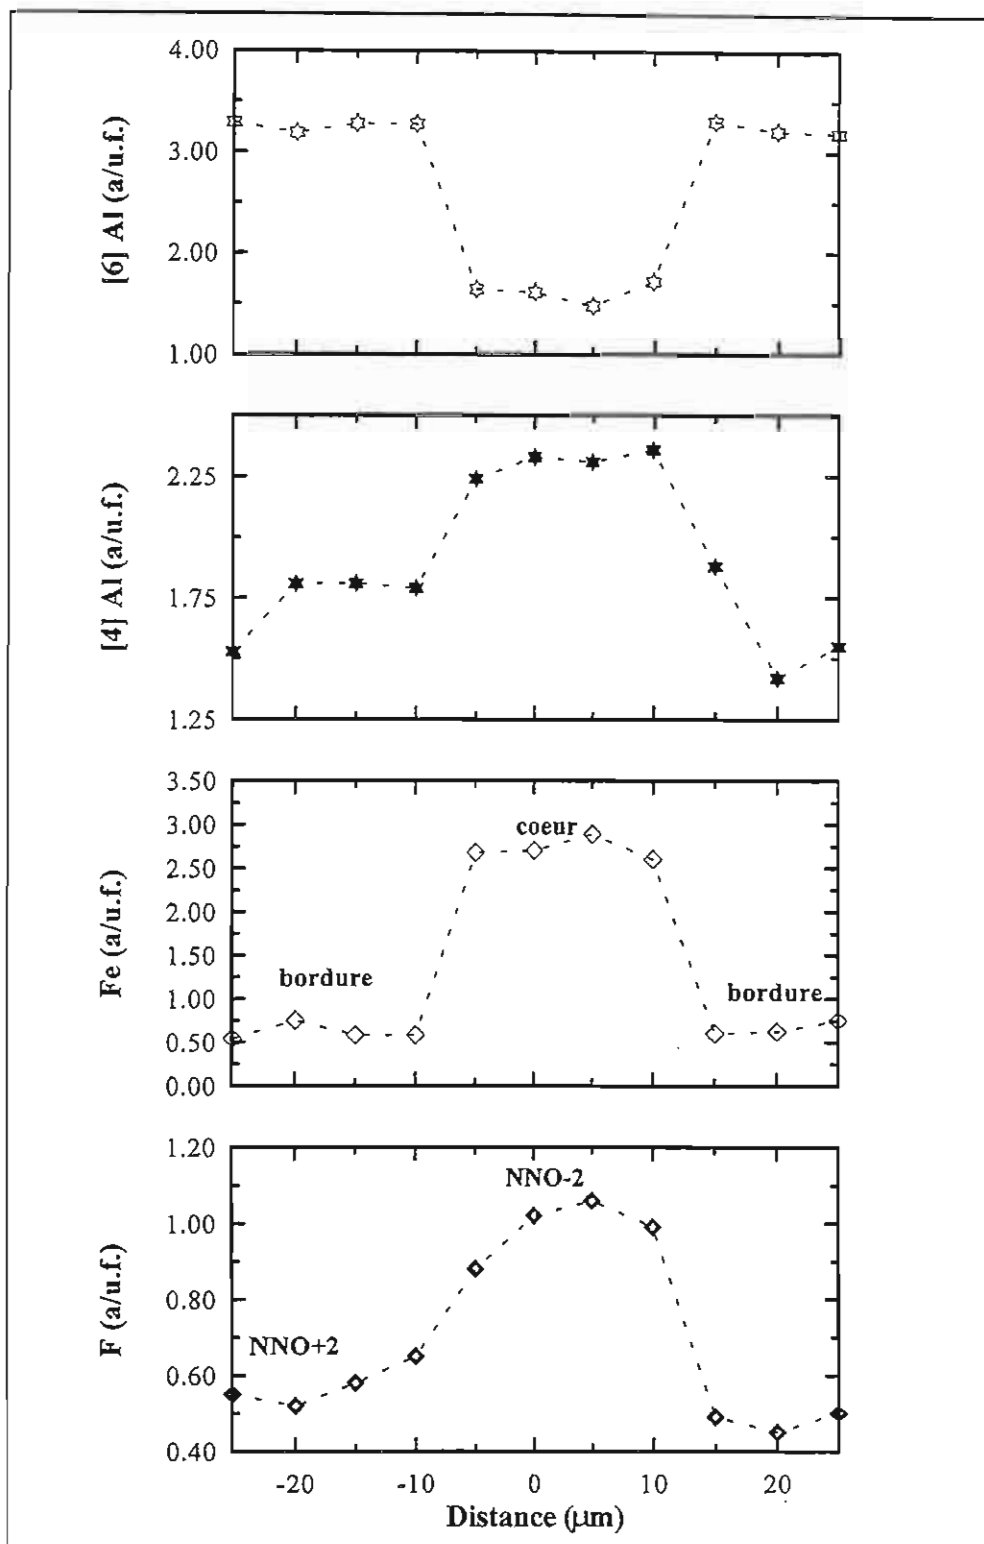 4.00
3.00
2.00
1.00
[6] Al (a/u.f.)
2.25
1.75
1.25
[4] Al (a/u.f.)
3.50
3.00
2.50
2.00
1.50
1.00
0.50
0.00
Fe (a/u.f.)
coeur
bordure
bordure
1.20
1.00
0.80
0.60
0.40
F (a/u.f.)
NNO-2
NNO+2
-20 -10 0 10 20
Distance (μm)